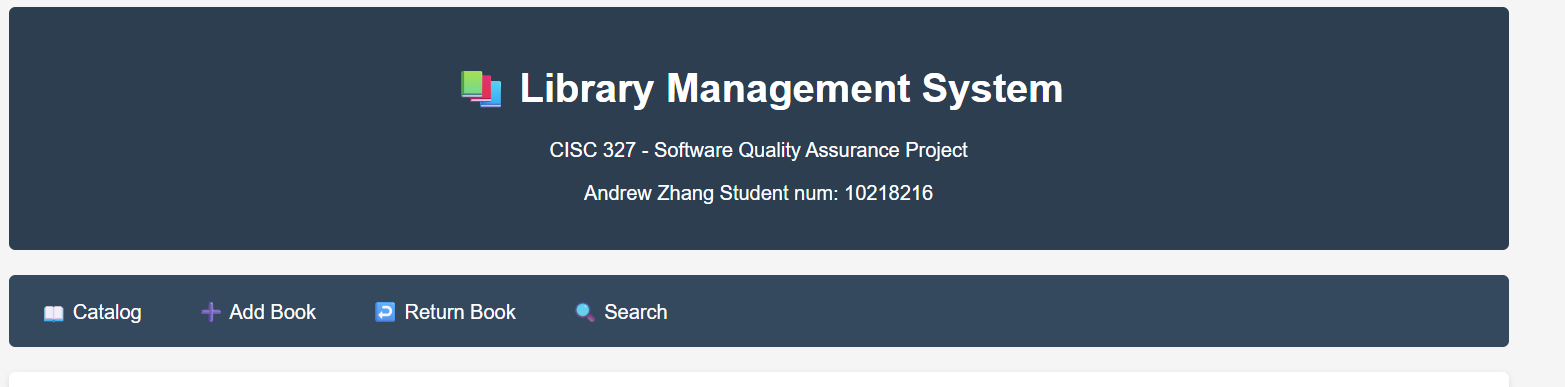 Library Management System
CISC 327 - Software Quality Assurance Project
Andrew Zhang Student num: 10218216
Catalog Add Book Return Book Search